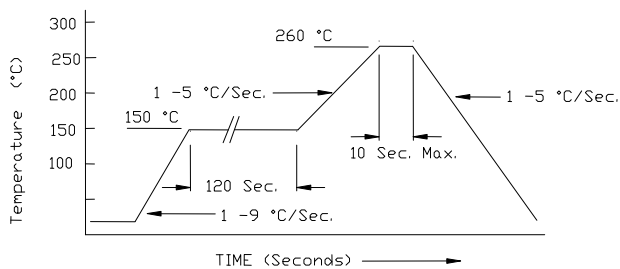 300
260 °C
250
200
1 -5 °C/Sec.
1 -5 °C/Sec.
150 °C
150
100
10 Sec. Max.
120 Sec.
1 -9 °C/Sec.
Temperature (°C)
TIME (Seconds)